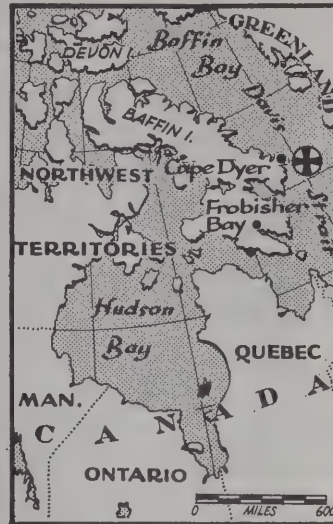 GREENLAND
DEVON I.
Baffin
Bay
Davis
Strait
BAFFIN I.
Cape Dyer
NORTHWEST
Frobisher
Bay
TERRITORIES
Hudson
Bay
QUEBEC
MAN.
CANADA
ONTARIO
0 MILES 600